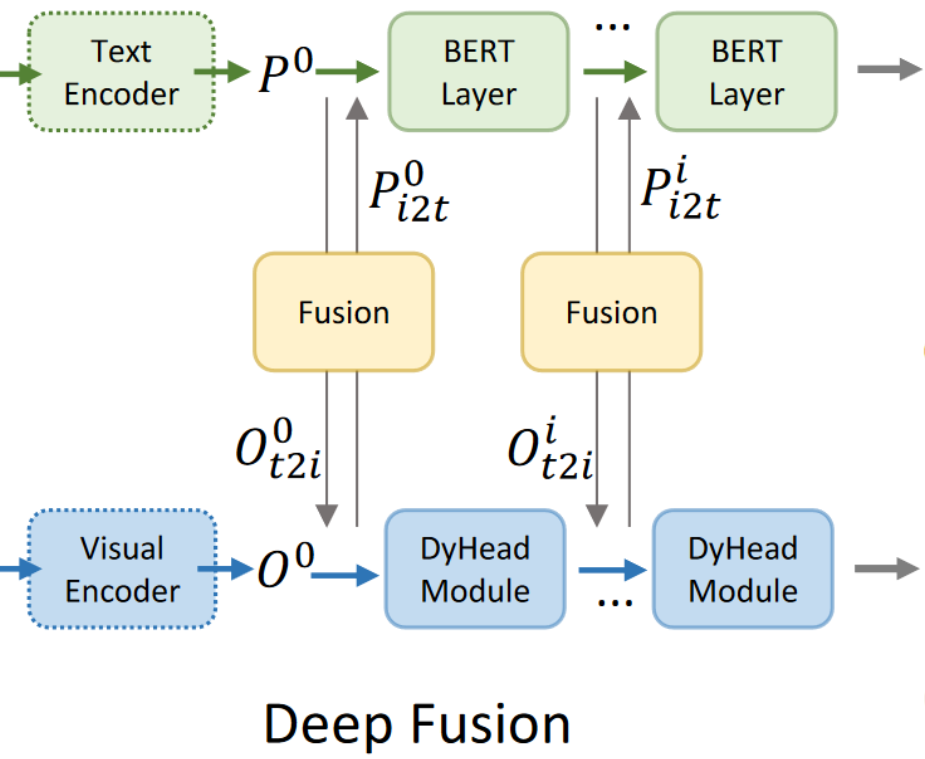 Text
Encoder
P^0
BERT
Layer
...
BERT
Layer
P^0_{i2t}
P^i_{i2t}
Fusion
Fusion
O^0_{t2i}
O^i_{t2i}
Visual
Encoder
O^0
DyHead
Module
...
DyHead
Module
Deep Fusion